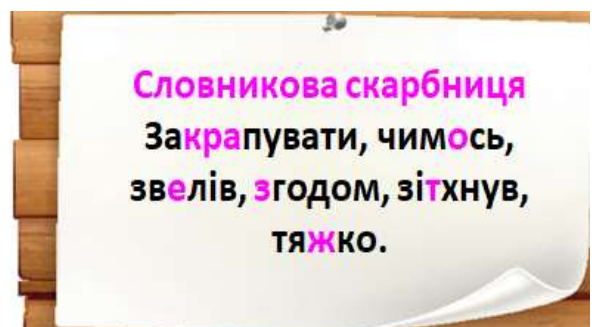 Словникова скарбниця
Закрапувати, чимось,
звелів, згодом, зітхнув,
тяжко.